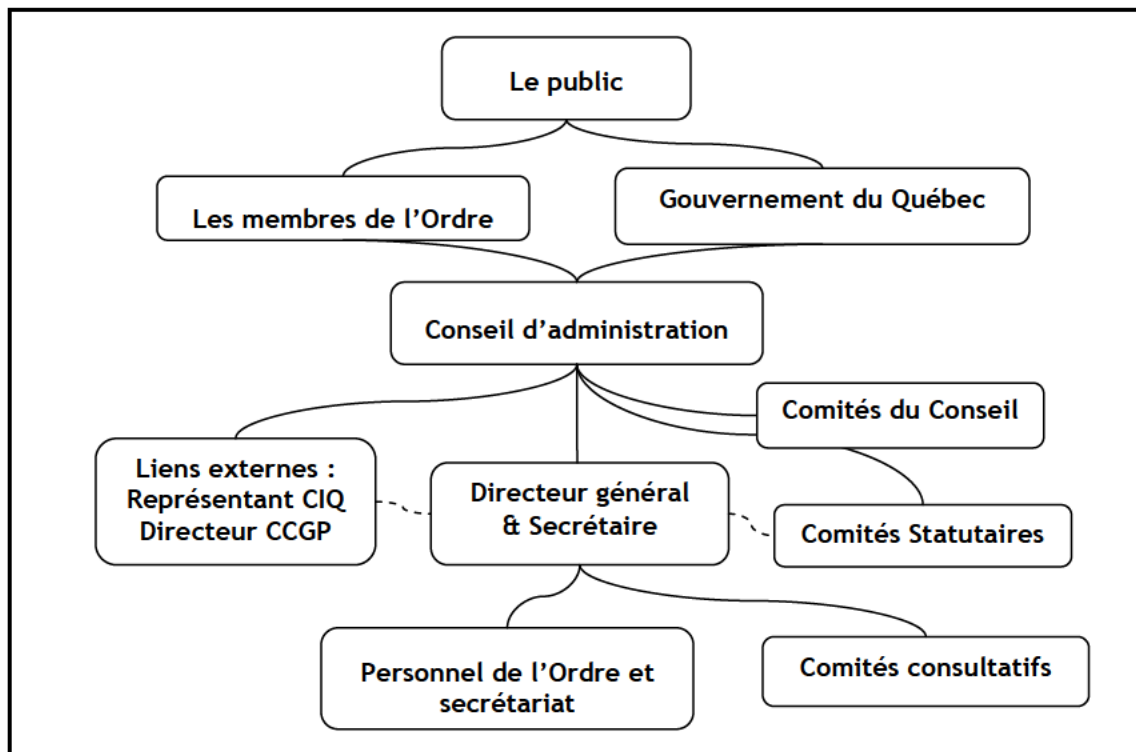 Le public
Les membres de l’Ordre
Gouvernement du Québec
Conseil d’administration
Comités du Conseil
Liens externes :
Représentant CIQ
Directeur CCGP
Directeur général
& Secrétaire
Comités Statutaires
Personnel de l’Ordre et
secrétariat
Comités consultatifs